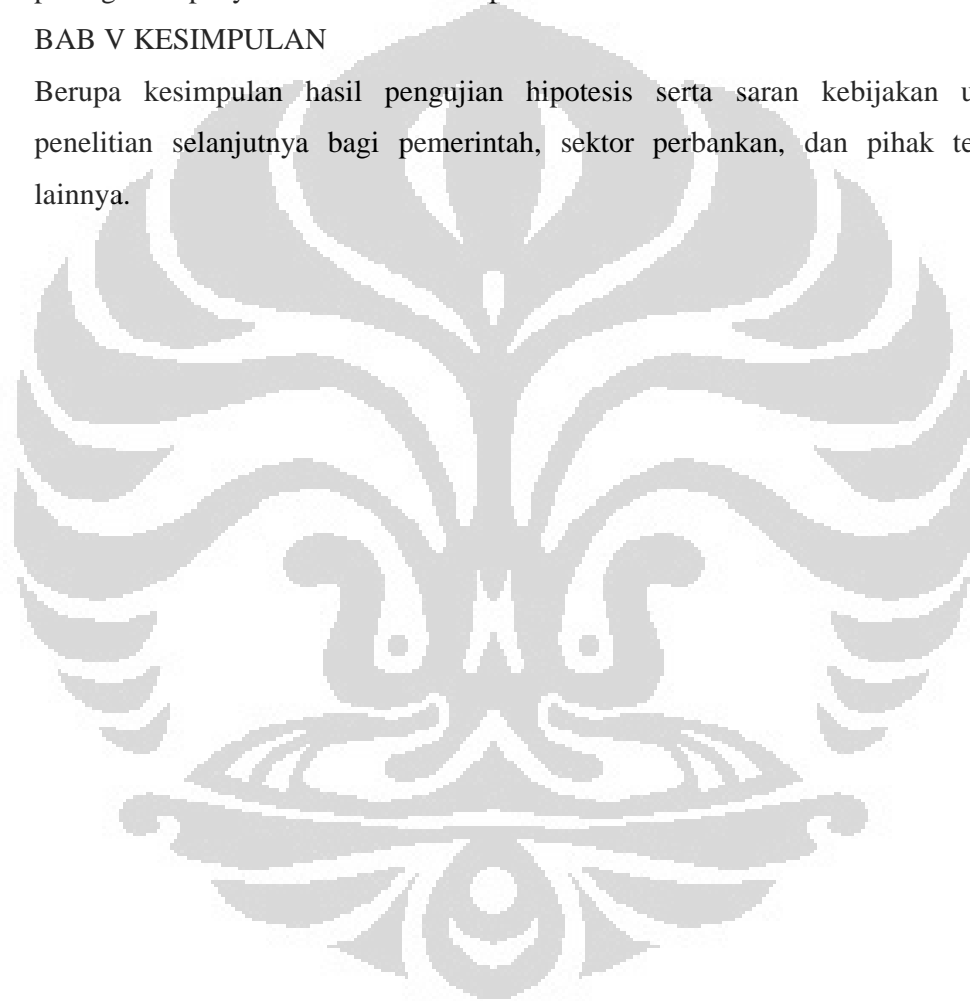 BAB V KESIMPULAN
Berupa kesimpulan hasil pengujian hipotesis serta saran kebijakan
penelitian selanjutnya bagi pemerintah, sektor perbankan, dan pihak
lainnya.